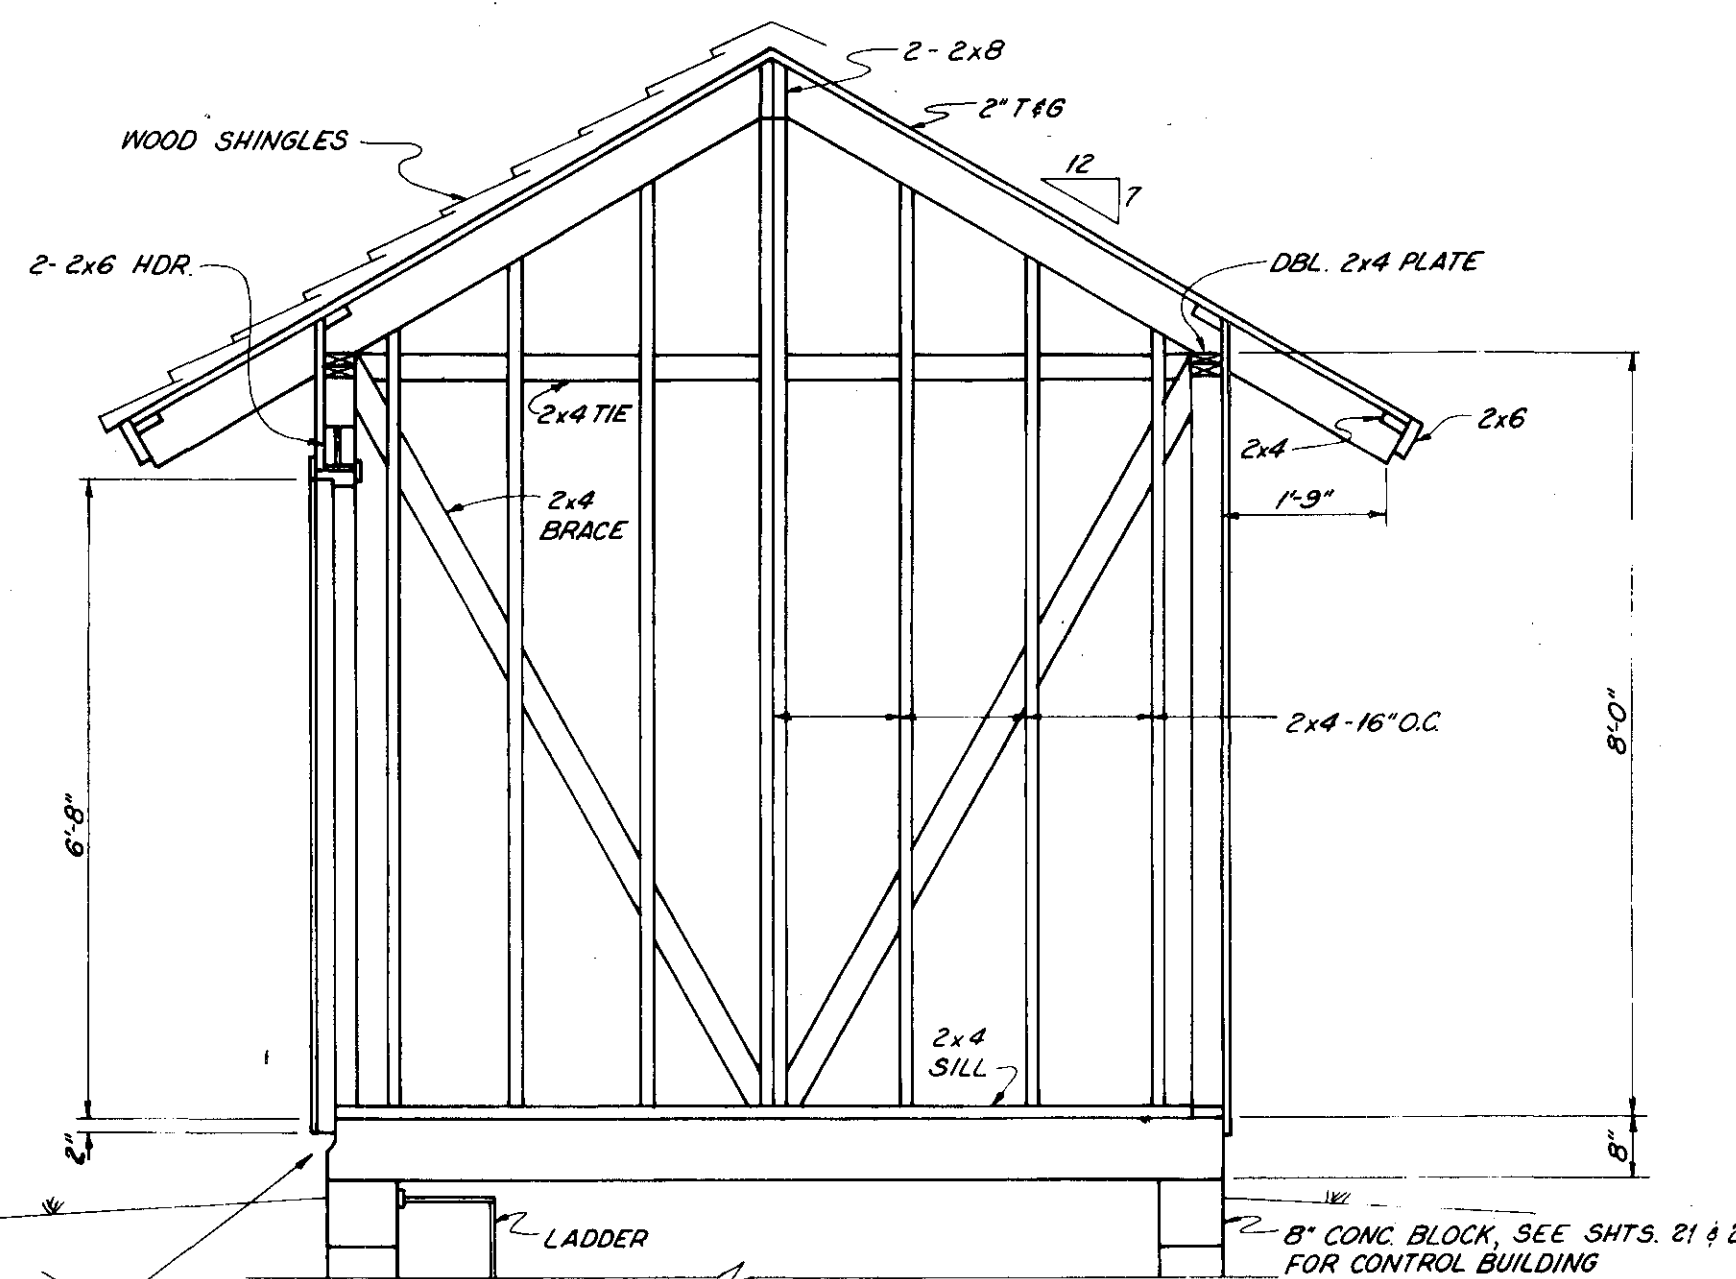 2-2x8
2" T&G
WOOD SHINGLES
12
7
2-2x6 HDR.
DBL. 2x4 PLATE
2x4 TIE
2x4
2x6
1'-9"
2x4
BRACE
2x4-16" O.C.
8'-0"
6'-8"
2x4
SILL
2"
8"
LADDER
8" CONC. BLOCK, SEE SHTS. 21 &
FOR CONTROL BUILDING